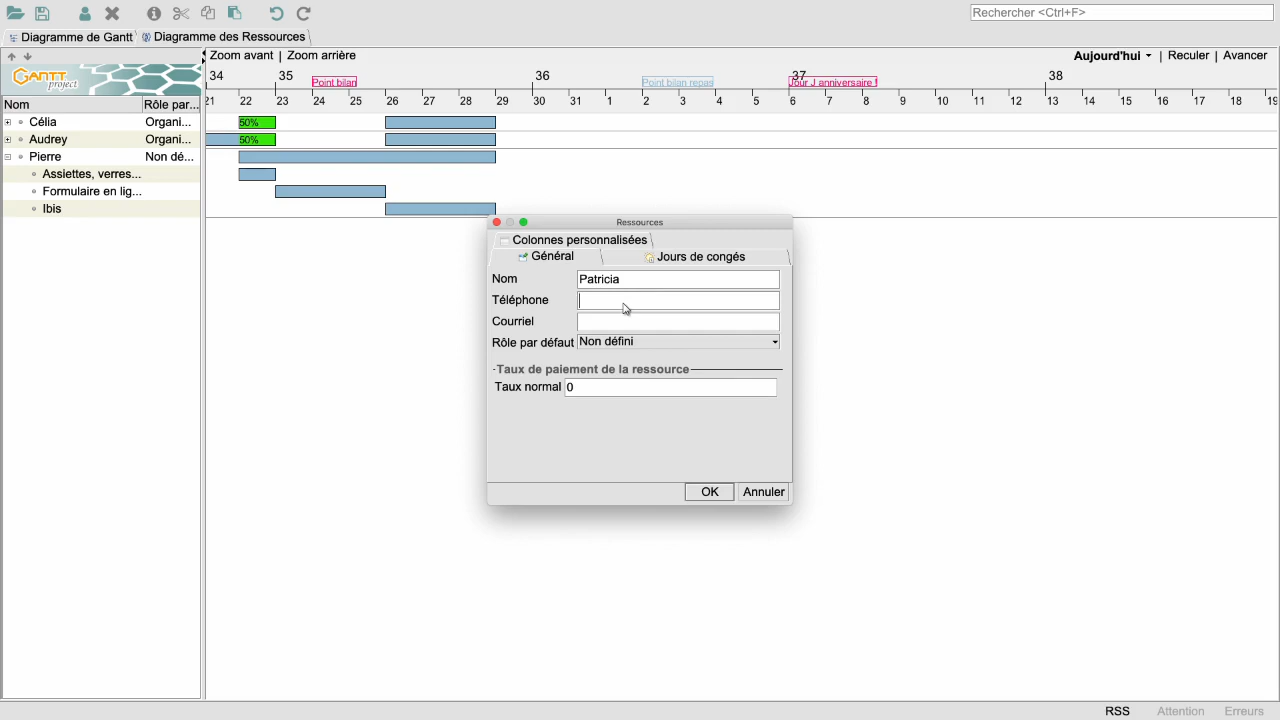 Rechercher <Ctrl+F>
Diagramme de Gantt
Diagramme des Ressources
Zoom avant | Zoom arrière
Aujourd'hui | Reculer | Avancer
GANTT
project
34 35 36 37 38
Point bilan
Point bilan repas
Jour J anniversaire !
21 22 23 24 25 26 27 28 29 30 31 1 2 3 4 5 6 7 8 9 10 11 12 13 14 15 16 17 18 19
Nom Rôle par...
Célia Organi... 50%
Audrey Organi... 50%
Pierre Non dé...
Assiettes, verres...
Formulaire en lig...
Ibis
Ressources
Colonnes personnalisées
Général
Jours de congés
Nom Patricia
Téléphone
Courriel
Rôle par défaut Non défini
Taux de paiement de la ressource
Taux normal 0
OK Annuler
RSS Attention Erreurs